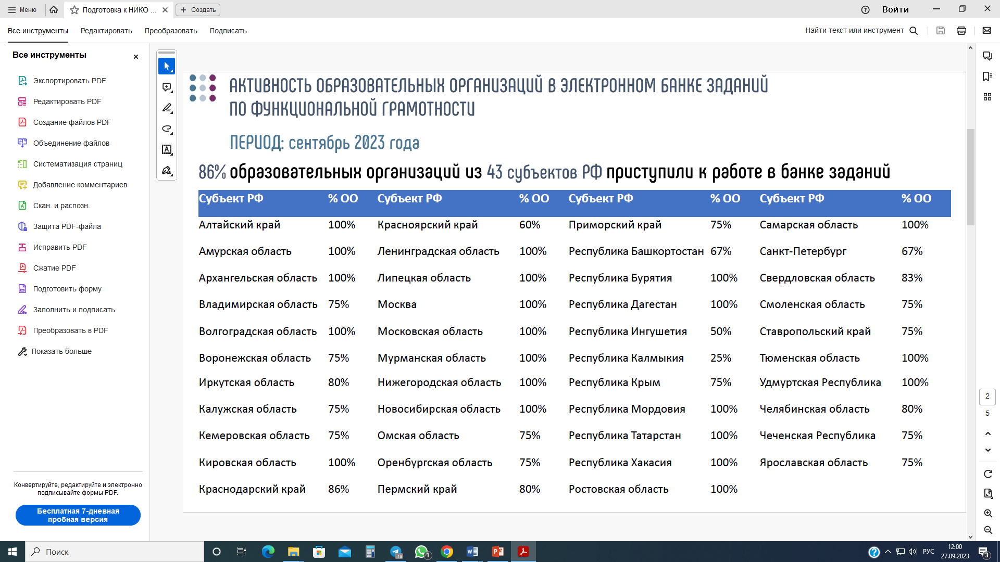 Меню
Подготовка к НИКО ...
Создать
Войти
Все инструменты
Редактировать
Преобразовать
Подписать
Найти текст или инструмент
Все инструменты
Экспортировать PDF
Редактировать PDF
Создание файлов PDF
Объединение файлов
Систематизация страниц
Добавление комментариев
Скан. и распозн.
Защита PDF-файла
Исправить PDF
Сжатие PDF
Подготовить форму
Заполнить и подписать
Преобразовать в PDF
Показать больше
Конвертируйте, редактируйте и электронно
подписывайте формы PDF.
Бесплатная 7-дневная
пробная версия
АКТИВНОСТЬ ОБРАЗОВАТЕЛЬНЫХ ОРГАНИЗАЦИЙ В ЭЛЕКТРОННОМ БАНКЕ ЗАДАНИЙ
ПО ФУНКЦИОНАЛЬНОЙ ГРАМОТНОСТИ
ПЕРИОД: сентябрь 2023 года
86% образовательных организаций из 43 субъектов РФ приступили к работе в банке заданий
Субъект РФ % ОО Субъект РФ % ОО Субъект РФ % ОО Субъект РФ % ОО
Алтайский край 100% Красноярский край 60% Приморский край 75% Самарская область 100%
Амурская область 100% Ленинградская область 100% Республика Башкортостан 67% Санкт-Петербург 67%
Архангельская область 100% Липецкая область 100% Республика Бурятия 100% Свердловская область 83%
Владимирская область 75% Москва 100% Республика Дагестан 100% Смоленская область 75%
Волгоградская область 100% Московская область 100% Республика Ингушетия 50% Ставропольский край 75%
Воронежская область 75% Мурманская область 100% Республика Калмыкия 25% Тюменская область 100%
Иркутская область 80% Нижегородская область 100% Республика Крым 75% Удмуртская Республика 100%
Калужская область 75% Новосибирская область 100% Республика Мордовия 100% Челябинская область 80%
Кемеровская область 75% Омская область 75% Республика Татарстан 100% Чеченская Республика 75%
Кировская область 100% Оренбургская область 75% Республика Хакасия 100% Ярославская область 75%
Краснодарский край 86% Пермский край 80% Ростовская область 100%
2
5
Поиск
.18
1
РУС
12:00
27.09.2023
3